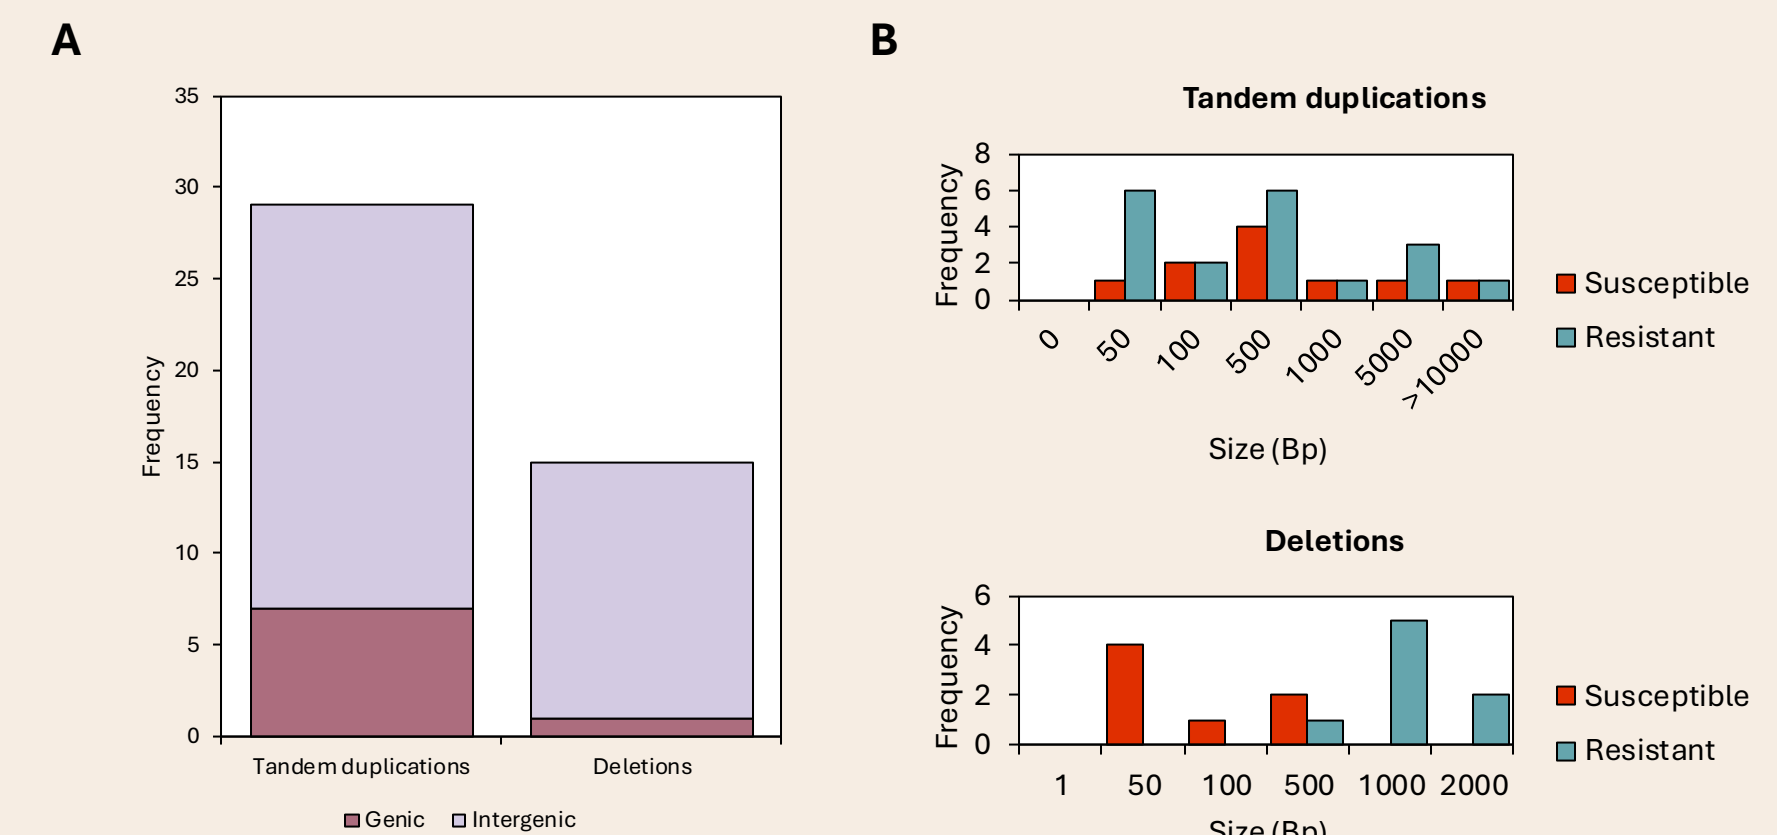 A
35
30
25
20
15
10
5
0
Frequency
Tandem duplications
Deletions
Genic
Intergenic
B
Tandem duplications
8
6
4
2
0
Frequency
0
50
100
500
1000
5000
>10000
Size (Bp)
Susceptible
Resistant
Deletions
6
4
2
0
Frequency
1
50
100
500
1000
2000
Size (Bp)
Susceptible
Resistant